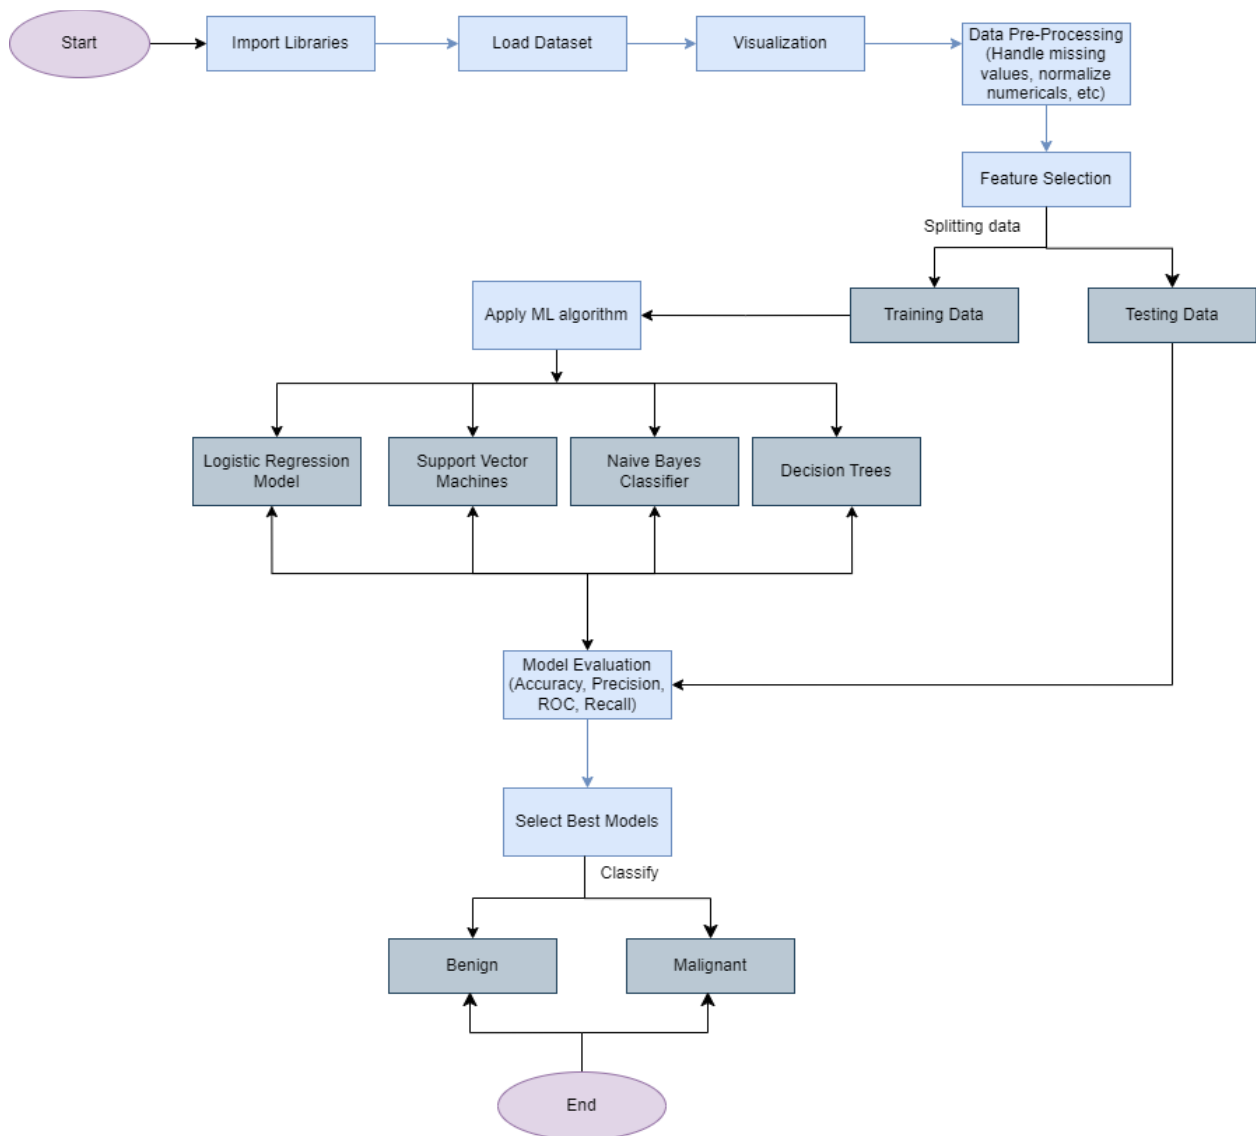 Start
Import Libraries
Load Dataset
Visualization
Data Pre-Processing
(Handle missing
values, normalize
numericals, etc)
Feature Selection
Splitting data
Apply ML algorithm
Training Data
Testing Data
Logistic Regression
Model
Support Vector
Machines
Naive Bayes
Classifier
Decision Trees
Model Evaluation
(Accuracy, Precision,
ROC, Recall)
Select Best Models
Classify
Benign
Malignant
End